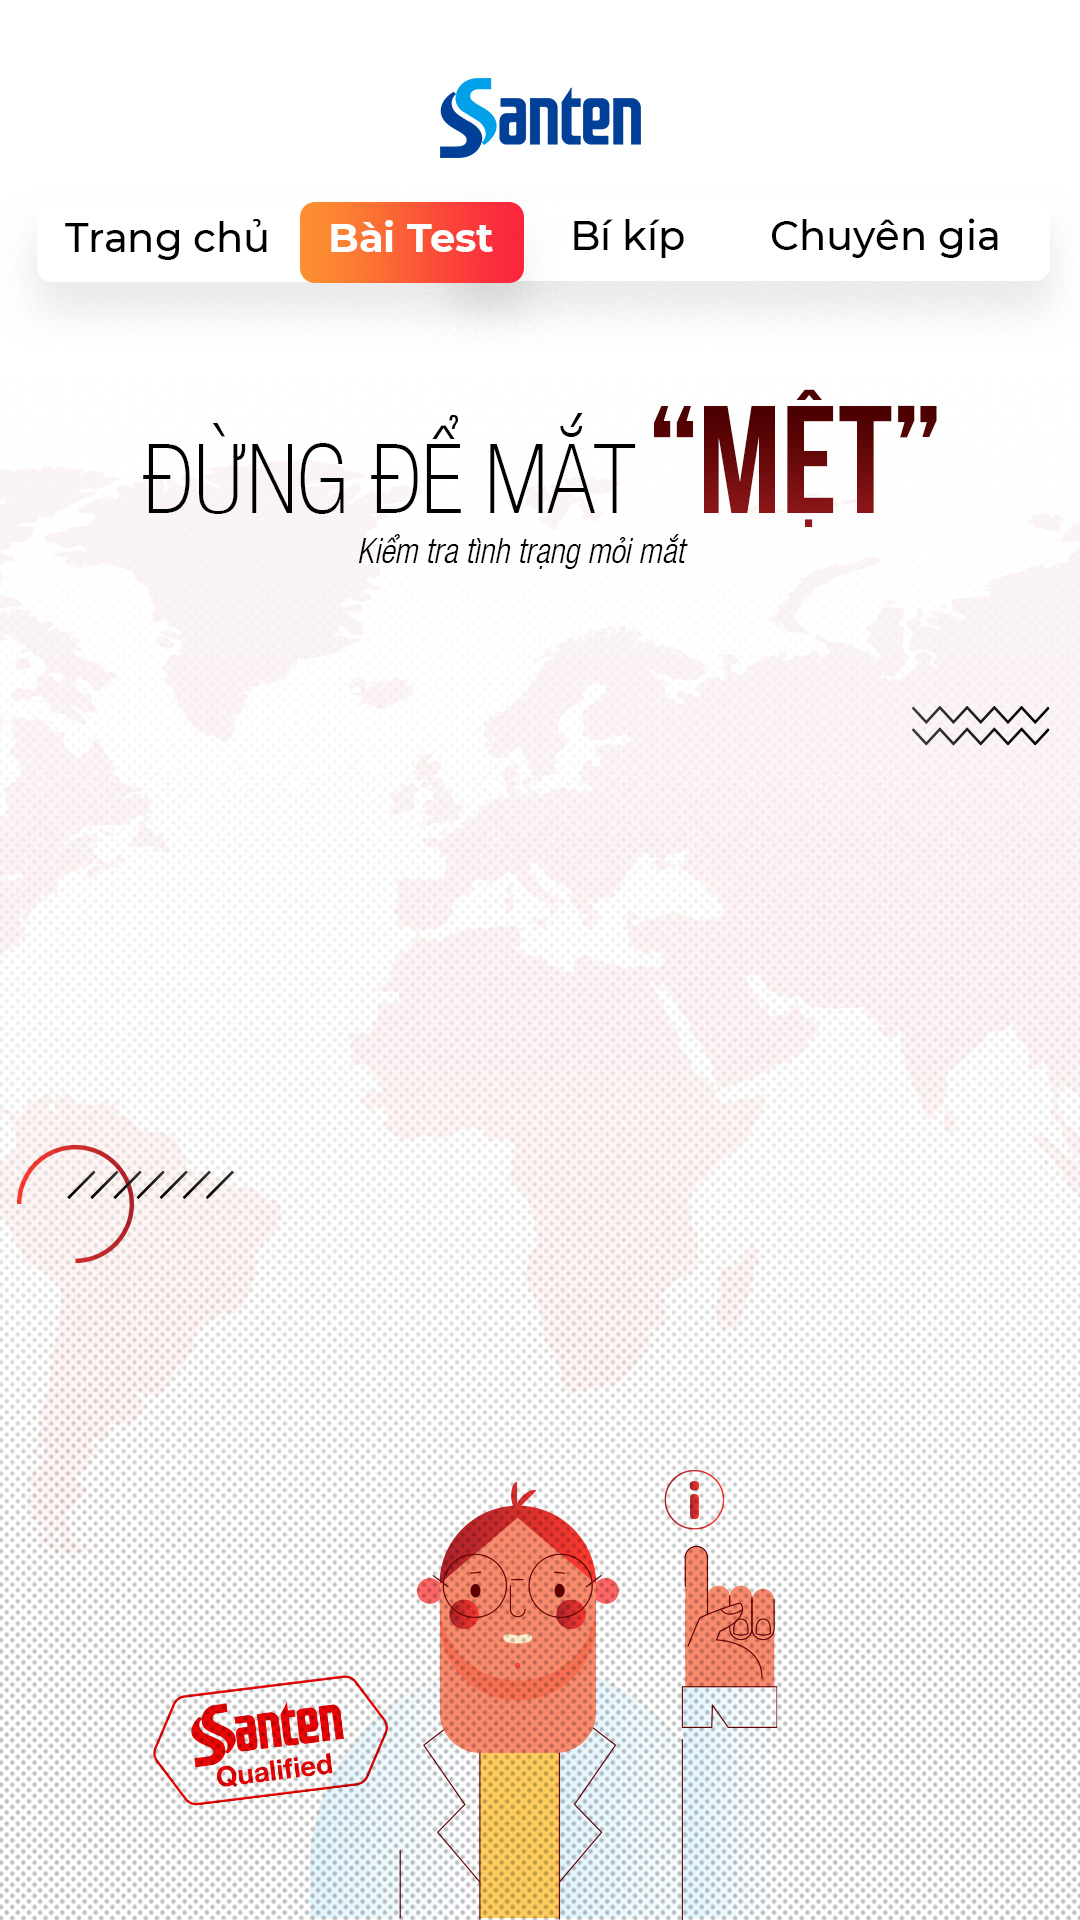 Santen
Trang chủ Bài Test Bí kíp Chuyên gia
ĐỪNG ĐỂ MẮT “MỆT”
Kiểm tra tình trạng mỏi mắt
i
Santen
Qualified